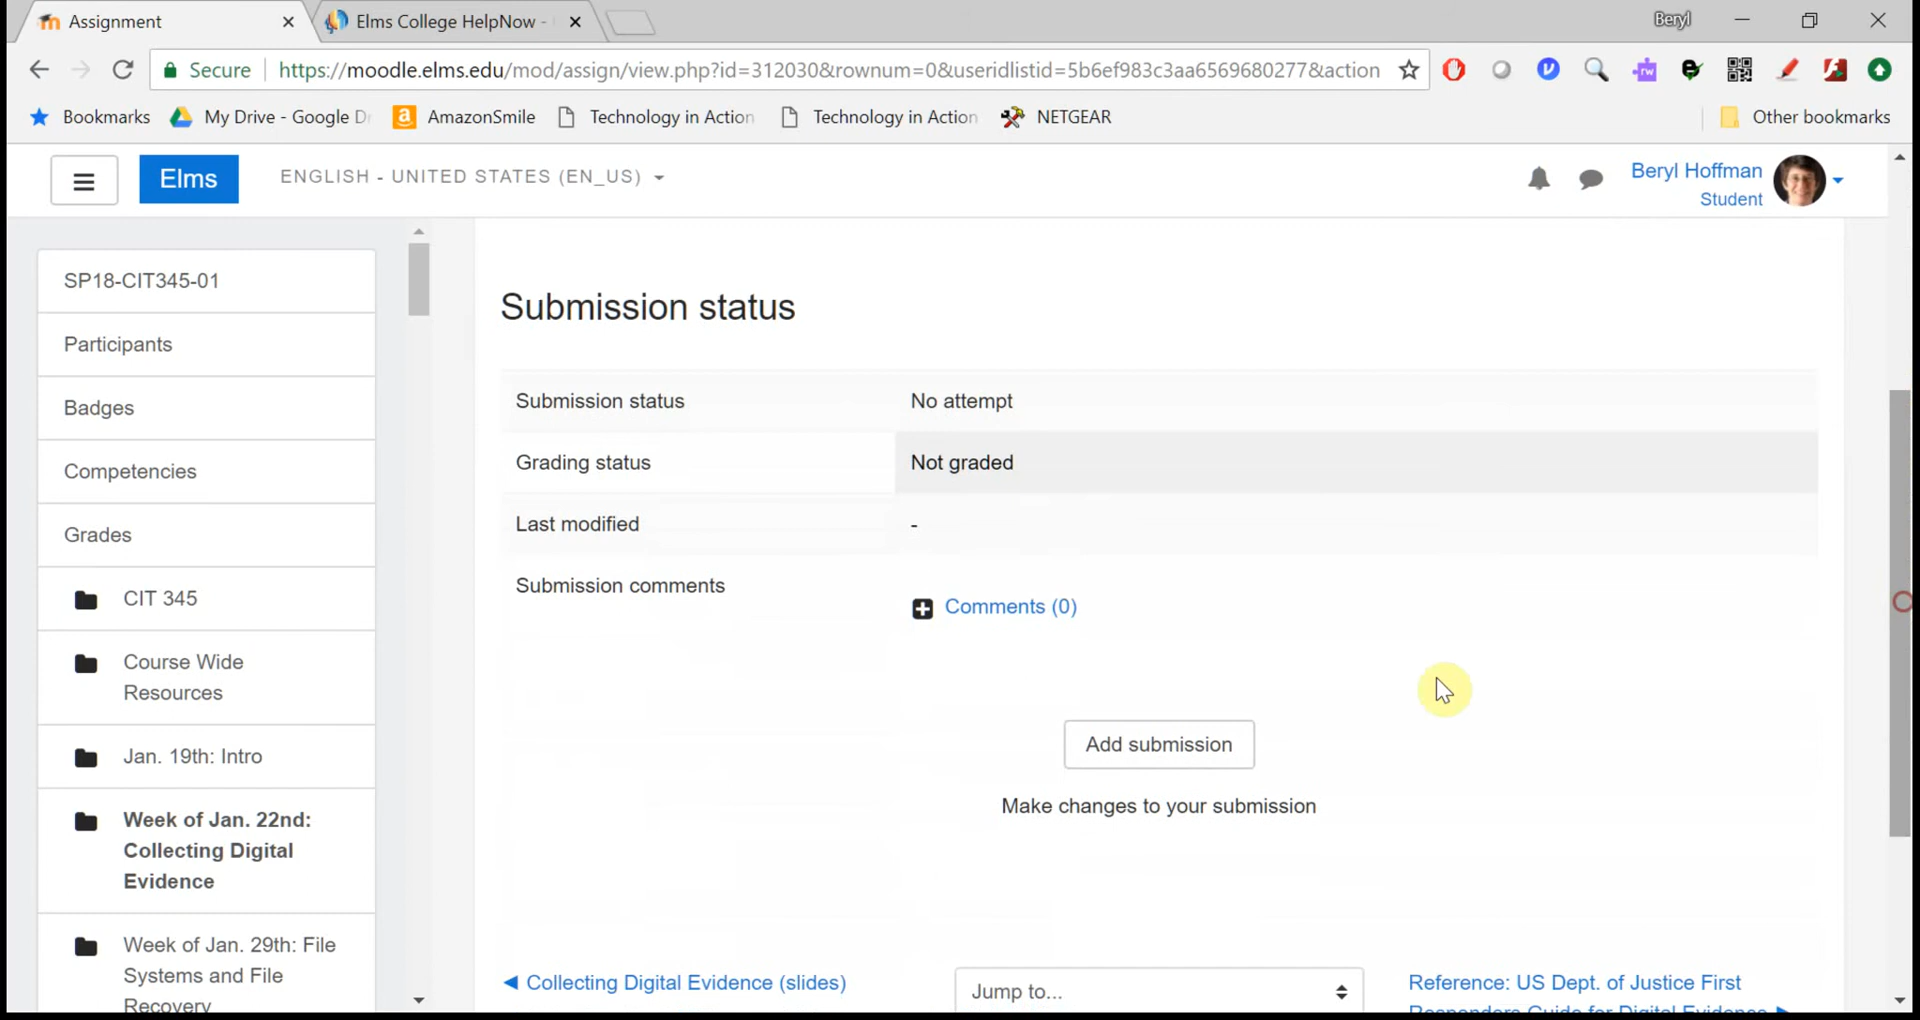 Assignment
Elms College HelpNow -
Beryl
Secure
https://moodle.elms.edu/mod/assign/view.php?id=312030&rownum=0&useridlistid=5b6ef983c3aa6569680277&action
Bookmarks
My Drive - Google D
AmazonSmile
Technology in Action
Technology in Action
NETGEAR
Other bookmarks
Elms
ENGLISH - UNITED STATES (EN_US)
Beryl Hoffman
Student
SP18-CIT345-01
Participants
Badges
Competencies
Grades
CIT 345
Course Wide
Resources
Jan. 19th: Intro
Week of Jan. 22nd:
Collecting Digital
Evidence
Week of Jan. 29th: File
Systems and File
Recovery
Submission status
Submission status
No attempt
Grading status
Not graded
Last modified
-
Submission comments
Comments (0)
Add submission
Make changes to your submission
◀ Collecting Digital Evidence (slides)
Jump to...
Reference: US Dept. of Justice First
Responders Guide for Digital Evidence ▶